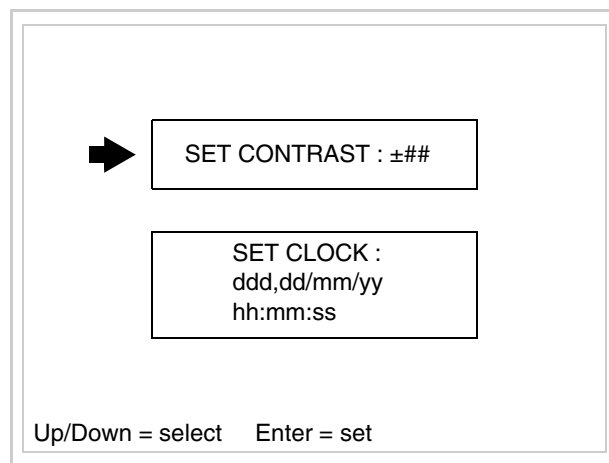 SET CONTRAST : ±##
SET CLOCK :
ddd,dd/mm/yy
hh:mm:ss
Up/Down = select Enter = set